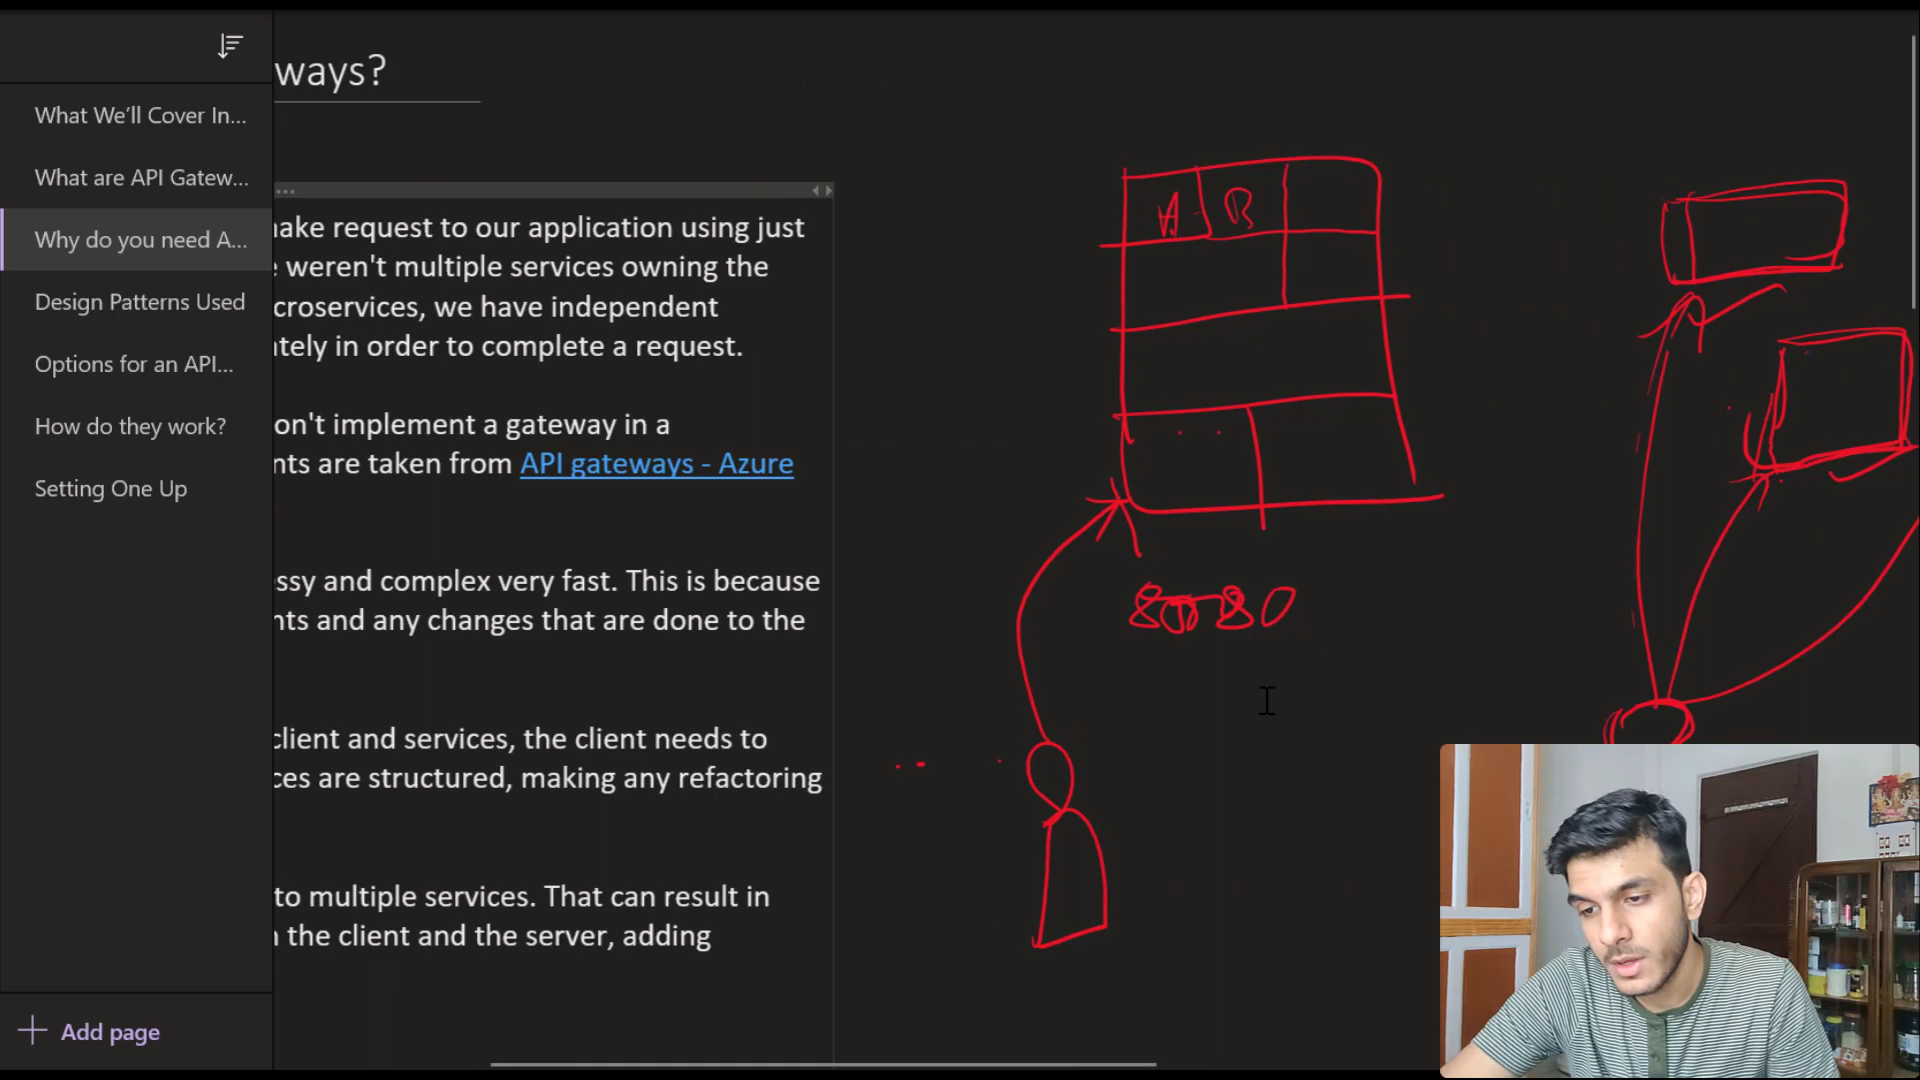 What We'll Cover In...
What are API Gatew...
Why do you need A...
Design Patterns Used
Options for an API...
How do they work?
Setting One Up
Add page
ways?
ake request to our application using just
e weren't multiple services owning the
croservices, we have independent
ately in order to complete a request.
on't implement a gateway in a
nts are taken from API gateways - Azure
ssy and complex very fast. This is because
nts and any changes that are done to the
client and services, the client needs to
ces are structured, making any refactoring
to multiple services. That can result in
n the client and the server, adding
A B
8080